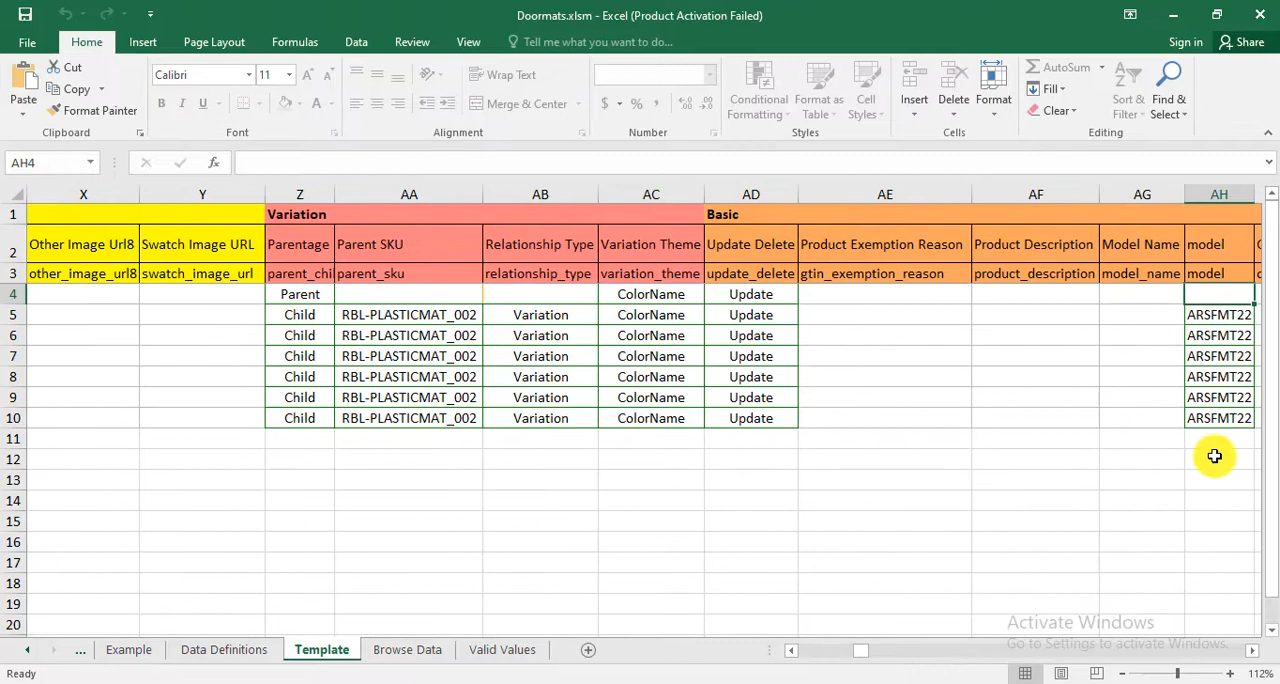 Doormats.xlsm - Excel (Product Activation Failed)
File Home Insert Page Layout Formulas Data Review View Tell me what you want to do... Sign in Share
Paste Cut Copy Format Painter
Calibri 11
B I U
Wrap Text
Merge & Center
$ % ,
Conditional Formatting Format as Table Cell Styles
Insert Delete Format
AutoSum Fill Clear
Sort & Filter Find & Select
Clipboard Font Alignment Number Styles Cells Editing
AH4 fx
X Y Z AA AB AC AD AE AF AG AH
1 Variation Basic
2 Other Image Url8 Swatch Image URL Parentage Parent SKU Relationship Type Variation Theme Update Delete Product Exemption Reason Product Description Model Name model
3 other_image_url8 swatch_image_url parent_chil parent_sku relationship_type variation_theme update_delete gtin_exemption_reason product_description model_name model
4 Parent ColorName Update
5 Child RBL-PLASTICMAT_002 Variation ColorName Update ARSFMT22
6 Child RBL-PLASTICMAT_002 Variation ColorName Update ARSFMT22
7 Child RBL-PLASTICMAT_002 Variation ColorName Update ARSFMT22
8 Child RBL-PLASTICMAT_002 Variation ColorName Update ARSFMT22
9 Child RBL-PLASTICMAT_002 Variation ColorName Update ARSFMT22
10 Child RBL-PLASTICMAT_002 Variation ColorName Update ARSFMT22
11
12
13
14
15
16
17
18
19
20
Activate Windows
Go to Settings to activate Windows.
... Example Data Definitions Template Browse Data Valid Values
Ready 112%